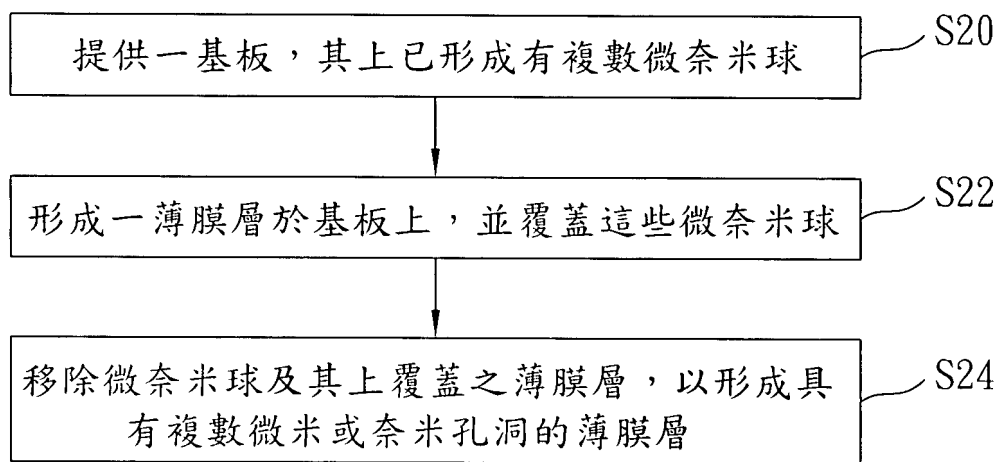 提供一基板，其上已形成有複數微奈米球
S20
形成一薄膜層於基板上，並覆蓋這些微奈米球
S22
移除微奈米球及其上覆蓋之薄膜層，以形成具
有複數微米或奈米孔洞的薄膜層
S24